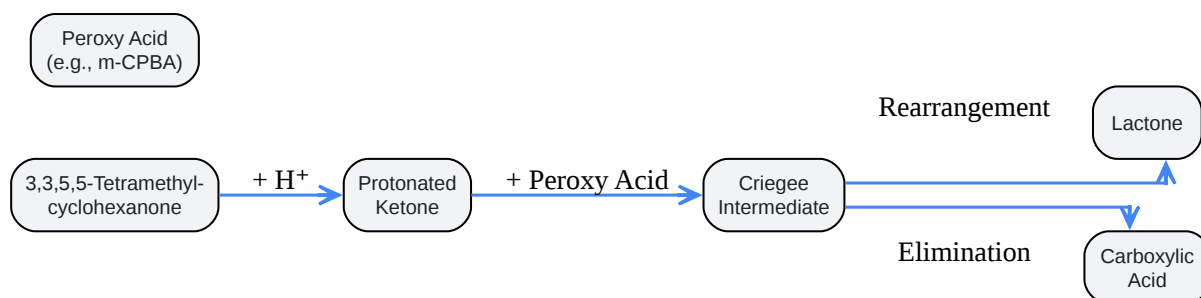 Peroxy Acid
(e.g., m-CPBA)
Rearrangement
Lactone
3,3,5,5-Tetramethyl-
cyclohexanone
+ H⁺
Protonated
Ketone
+ Peroxy Acid
Criegee
Intermediate
Elimination
Carboxylic
Acid